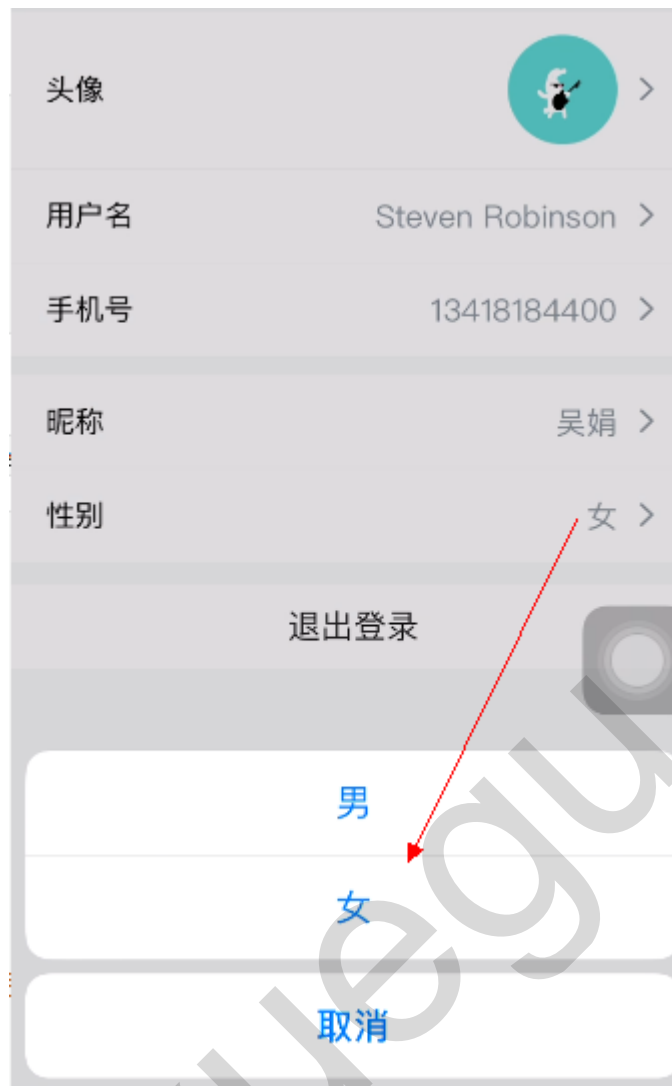 头像
用户名 Steven Robinson
手机号 13418184400
昵称 吴娟
性别 女
退出登录
男
女
取消
uegu